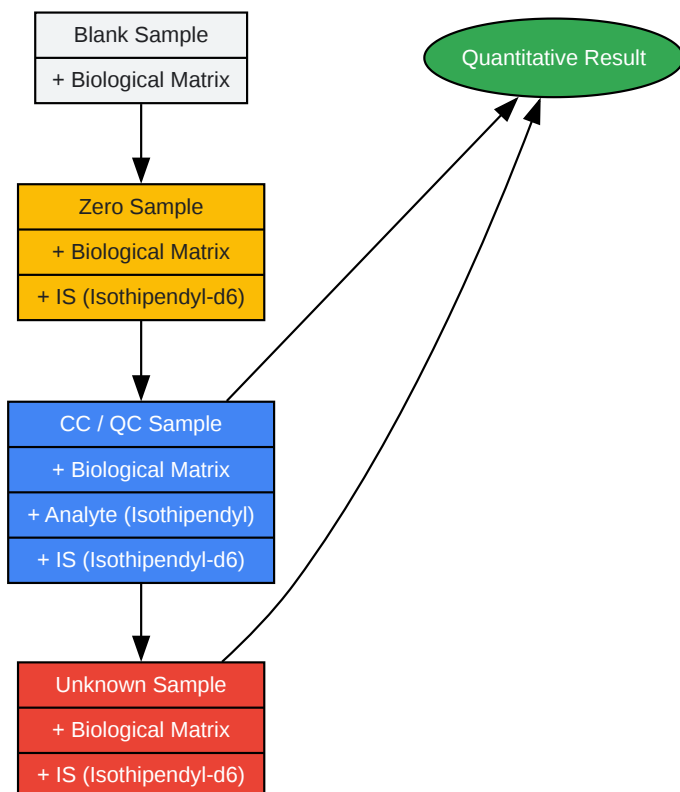 Blank Sample
+ Biological Matrix
Quantitative Result
Zero Sample
+ Biological Matrix
+ IS (Isothipendyl-d6)
CC / QC Sample
+ Biological Matrix
+ Analyte (Isothipendyl)
+ IS (Isothipendyl-d6)
Unknown Sample
+ Biological Matrix
+ IS (Isothipendyl-d6)